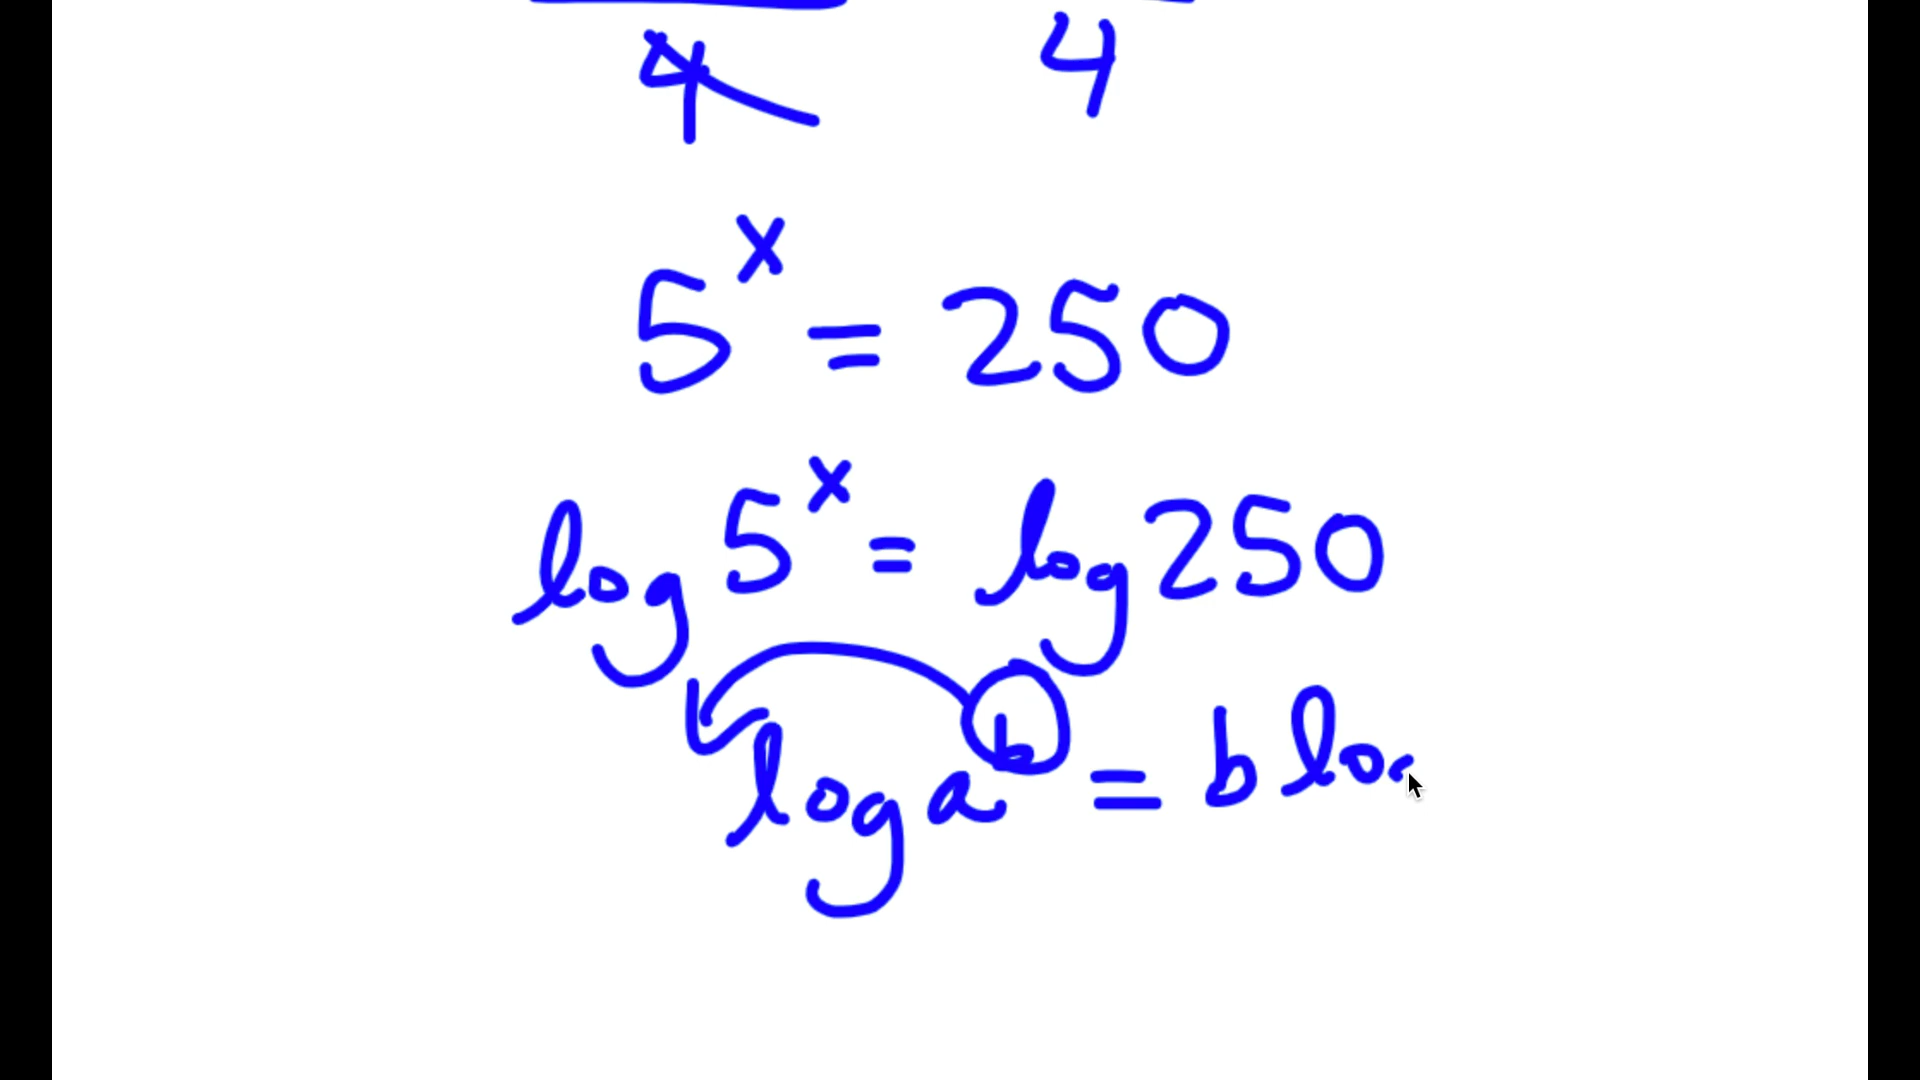 4 4
5^x = 250
log 5^x = log 250
log a^b = b lo